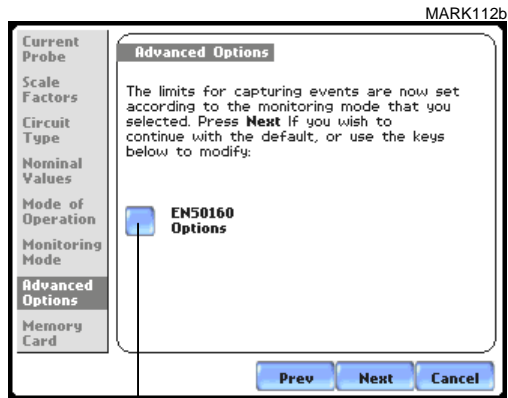 MARK112b
Current
Probe
Scale
Factors
Circuit
Type
Nominal
Values
Mode of
Operation
Monitoring
Mode
Advanced
Options
Memory
Card
Advanced Options
The limits for capturing events are now set
according to the monitoring mode that you
selected. Press Next If you wish to
continue with the default, or use the keys
below to modify:
EN50160
Options
Prev
Next
Cancel